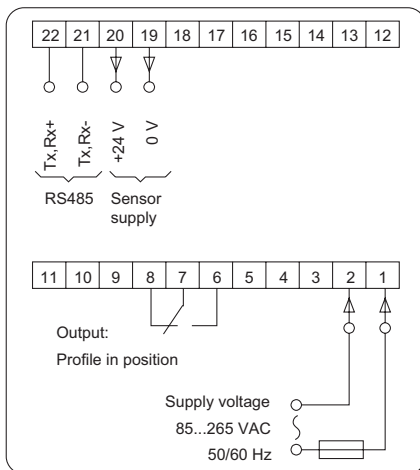 22 21 20 19 18 17 16 15 14 13 12
Tx,Rx+
Tx,Rx-
+24 V
0 V
RS485
Sensor
supply
11 10 9 8 7 6 5 4 3 2 1
Output:
Profile in position
Supply voltage
85...265 VAC
50/60 Hz